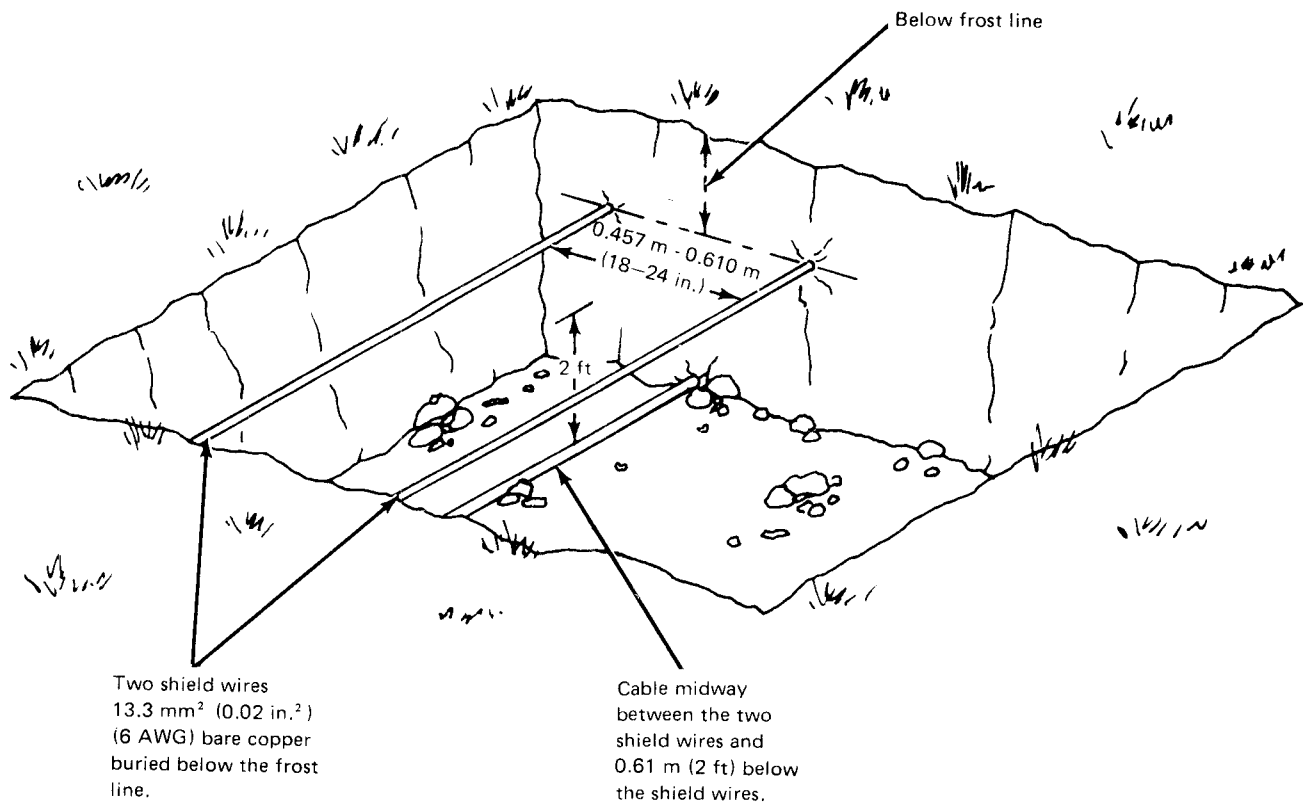 Below frost line
0.457 m - 0.610 m
(18–24 in.)
2 ft
Two shield wires
13.3 mm² (0.02 in.²)
(6 AWG) bare copper
buried below the frost
line.
Cable midway
between the two
shield wires and
0.61 m (2 ft) below
the shield wires.